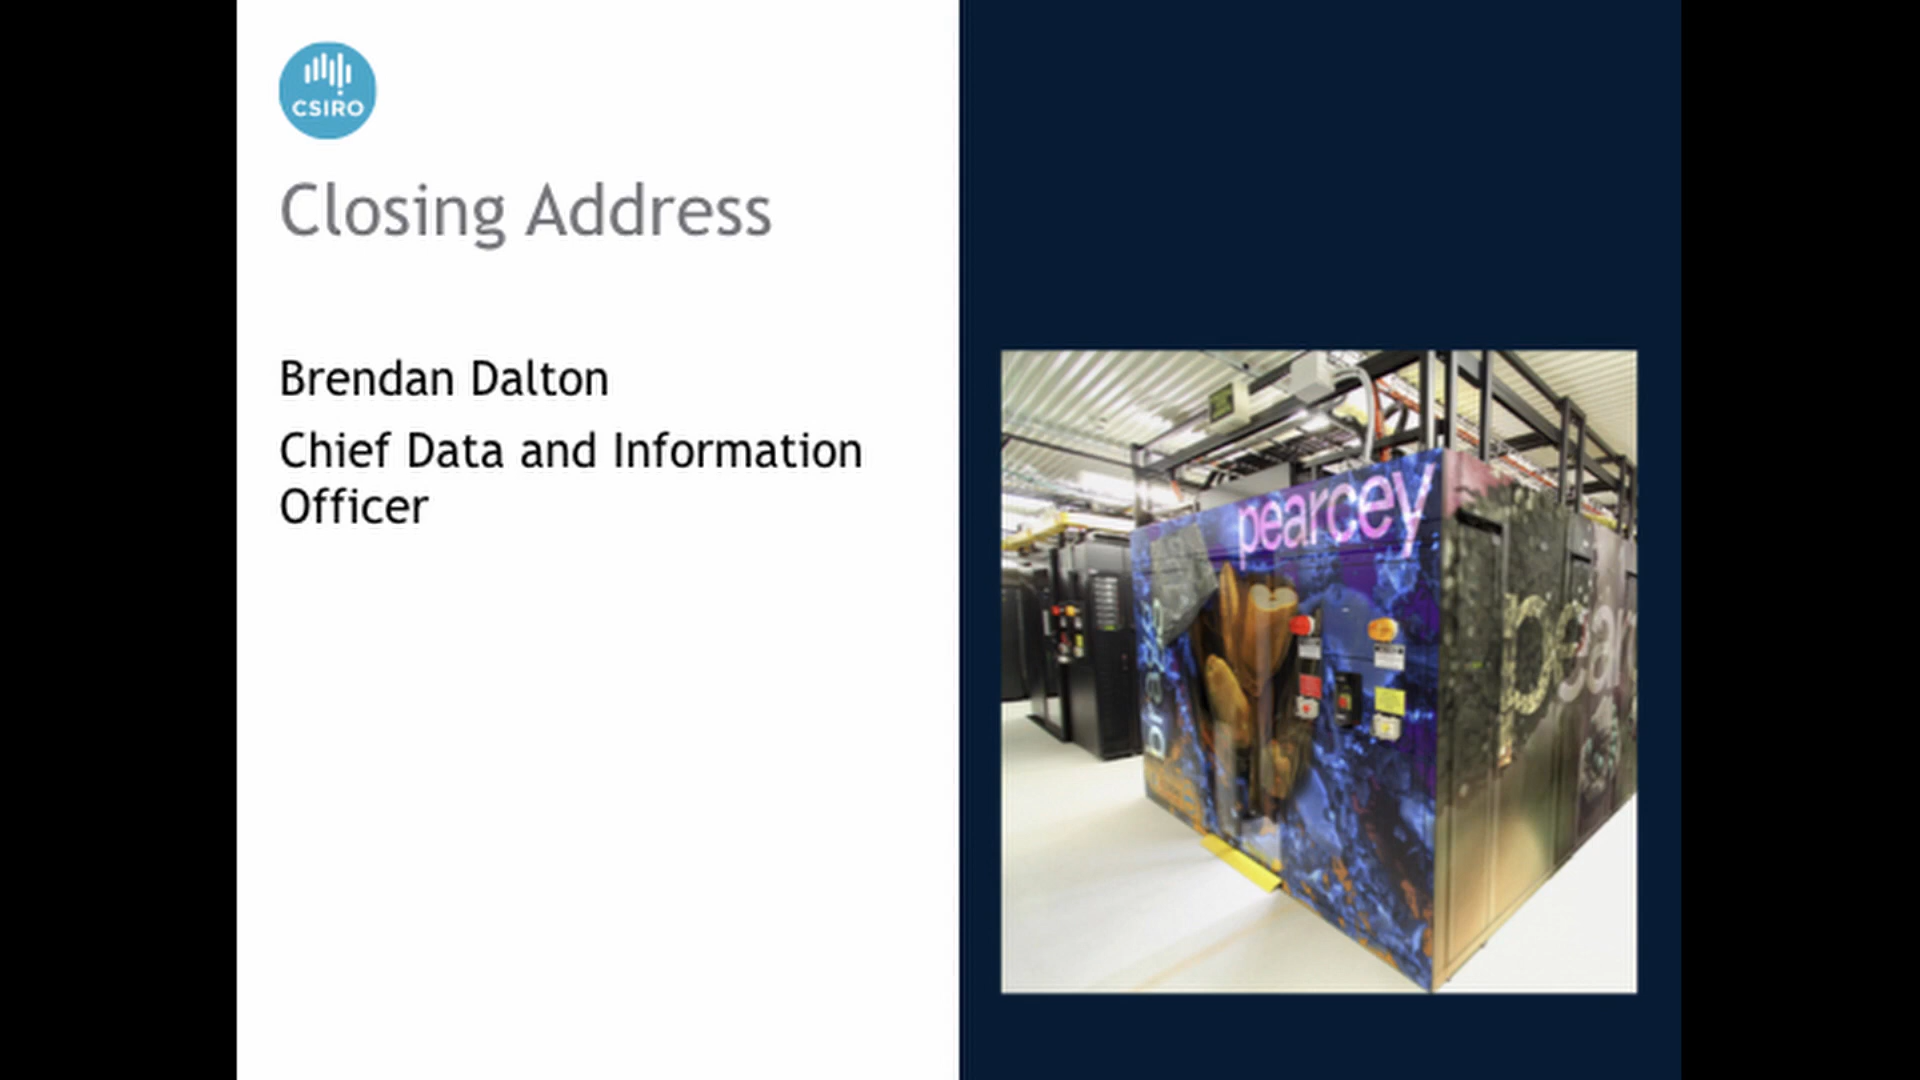 CSIRO
Closing Address
Brendan Dalton
Chief Data and Information
Officer
pearcey